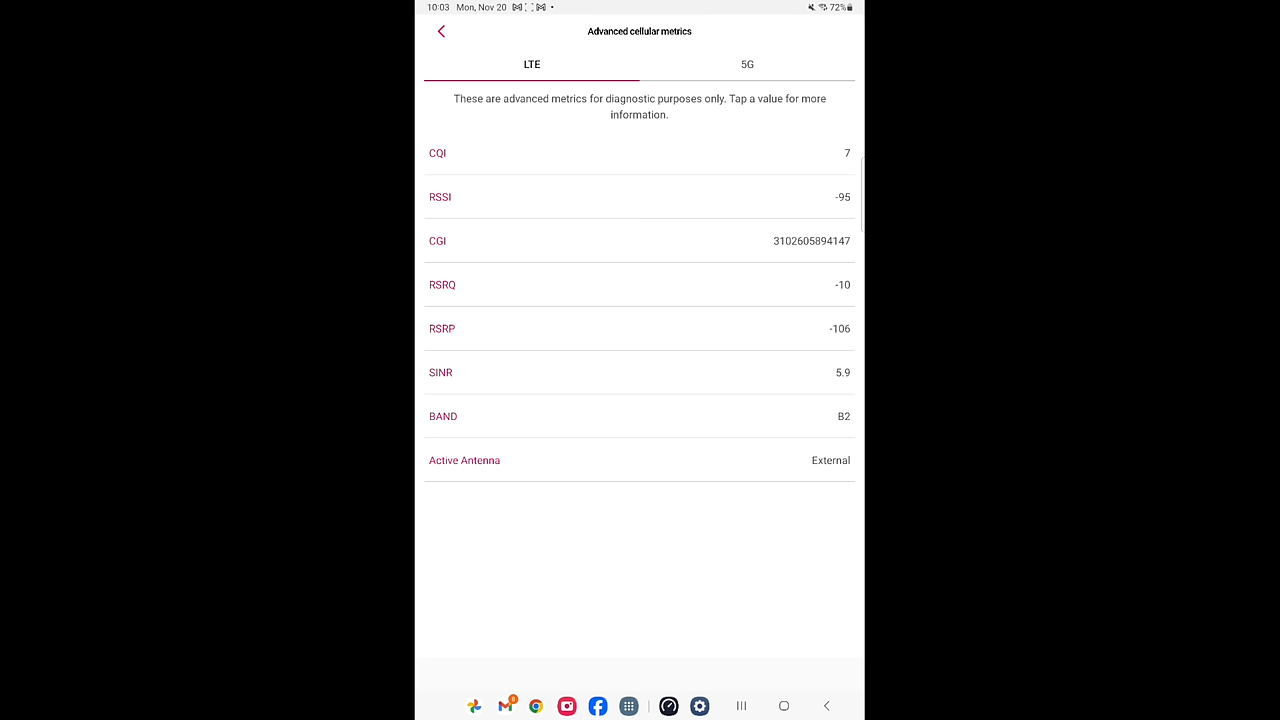 10:03 Mon, Nov 20 72%
Advanced cellular metrics
LTE 5G
These are advanced metrics for diagnostic purposes only. Tap a value for more
information.
CQI 7
RSSI -95
CGI 3102605894147
RSRQ -10
RSRP -106
SINR 5.9
BAND B2
Active Antenna External